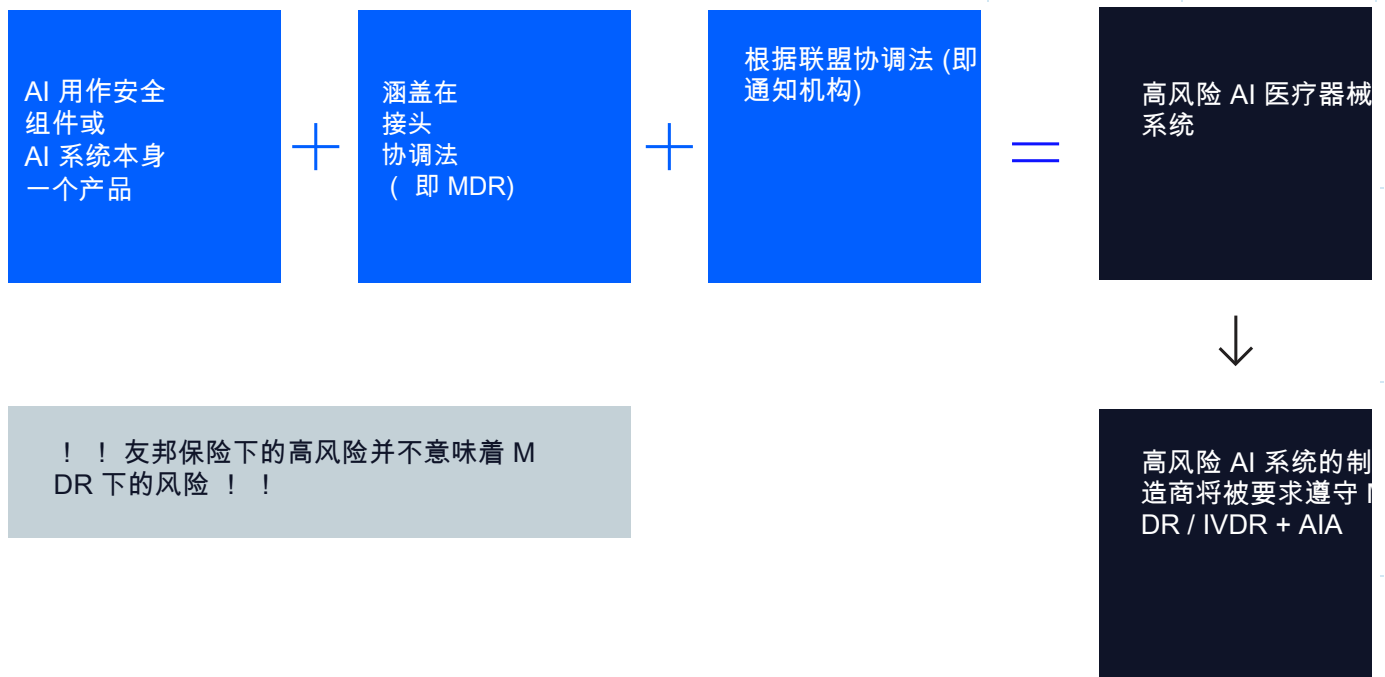 AI 用作安全
组件或
AI 系统本身
一个产品
涵盖在
接头
协调法
( 即 MDR)
根据联盟协调法 (即
通知机构)
高风险 AI 医疗器械
系统
！ ！ 友邦保险下的高风险并不意味着 M
DR 下的风险 ！ ！
高风险 AI 系统的制
造商将被要求遵守 M
DR / IVDR + AIA